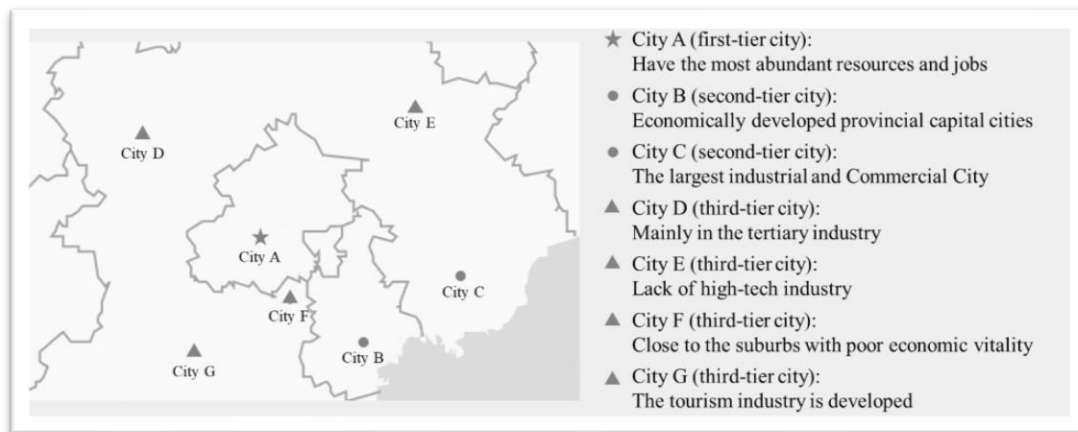 City D
City E
City A
City C
City F
City B
City G
City A (first-tier city):
Have the most abundant resources and jobs
City B (second-tier city):
Economically developed provincial capital cities
City C (second-tier city):
The largest industrial and Commercial City
City D (third-tier city):
Mainly in the tertiary industry
City E (third-tier city):
Lack of high-tech industry
City F (third-tier city):
Close to the suburbs with poor economic vitality
City G (third-tier city):
The tourism industry is developed